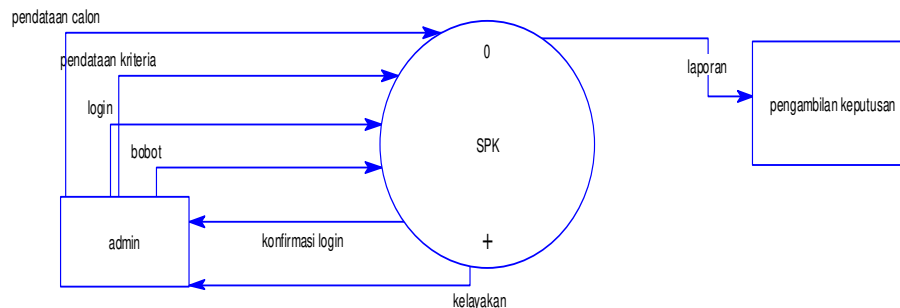 pendataan calon
0
pendataan kriteria
laporan
login
pengambilan keputusan
bobot
SPK
admin
konfirmasi login
+
kelayakan